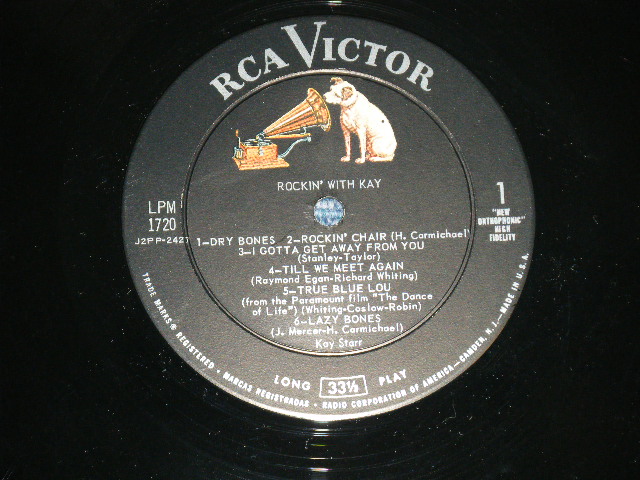 RCA VICTOR
ROCKIN' WITH KAY
LPM
1720
J2PP-2427
1
"NEW
ORTHOPHONIC"
HIGH
FIDELITY
1-DRY BONES 2-ROCKIN' CHAIR (H. Carmichael)
3-I GOTTA GET AWAY FROM YOU
(Stanley-Taylor)
4-TILL WE MEET AGAIN
(Raymond Egan-Richard Whiting)
5-TRUE BLUE LOU
(from the Paramount film "The Dance
of Life") (Whiting-Coslow-Robin)
6-LAZY BONES
(J. Mercer-H. Carmichael)
Kay Starr
LONG 33⅓ PLAY
TRADE MARKS ® REGISTERED • MARCAS REGISTRADAS • RADIO CORPORATION OF AMERICA-CAMDEN, N. J.-MADE IN U.S.A.